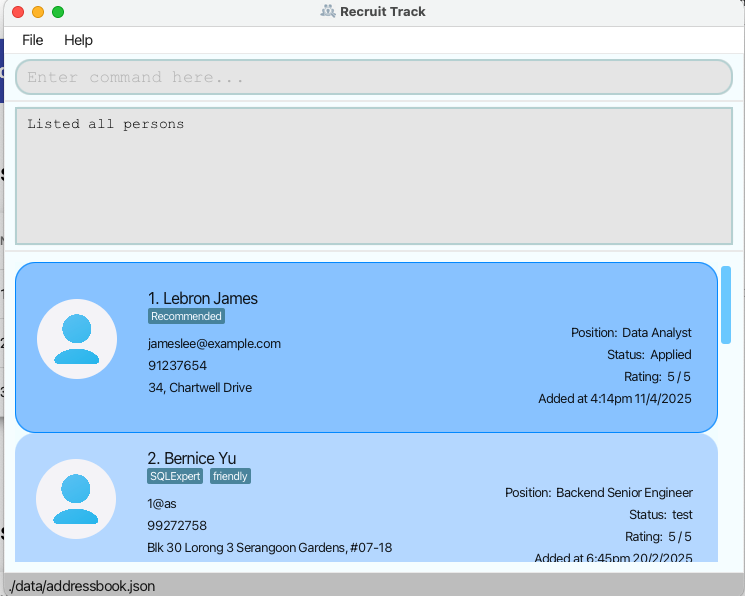 Recruit Track
File Help
Enter command here...
Listed all persons
1. Lebron James
Recommended
jameslee@example.com
91237654
34, Chartwell Drive
Position: Data Analyst
Status: Applied
Rating: 5 / 5
Added at 4:14pm 11/4/2025
2. Bernice Yu
SQLExpert friendly
1@as
99272758
Blk 30 Lorong 3 Serangoon Gardens, #07-18
Position: Backend Senior Engineer
Status: test
Rating: 5 / 5
Added at 6:45pm 20/2/2025
./data/addressbook.json